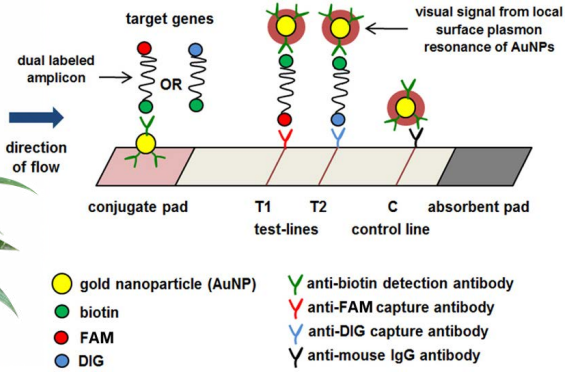 target genes
dual labeled
amplicon
OR
visual signal from local
surface plasmon
resonance of AuNPs
direction
of flow
conjugate pad
T1
T2
C
absorbent pad
test-lines
control line
gold nanoparticle (AuNP)
biotin
FAM
DIG
anti-biotin detection antibody
anti-FAM capture antibody
anti-DIG capture antibody
anti-mouse IgG antibody